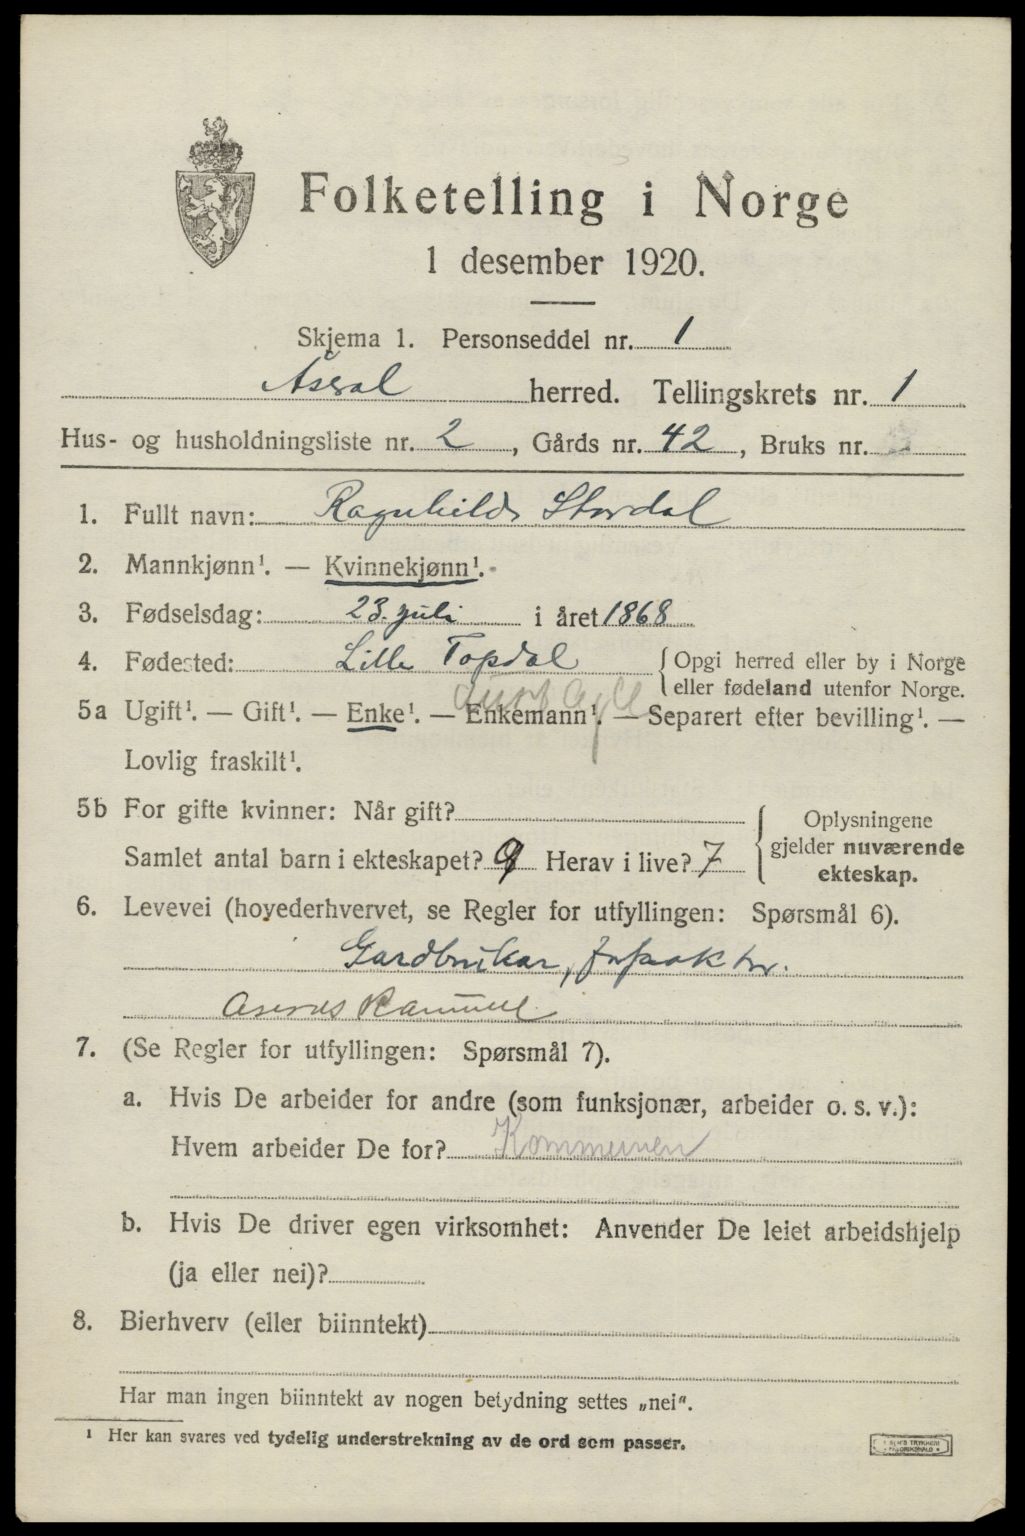 Folketelling i Norge
1 desember 1920.
Skjema 1. Personseddel nr. 1
Åseral herred. Tellingskrets nr. 1
Hus- og husholdningsliste nr. 2, Gårds nr. 42, Bruks nr.
1. Fullt navn: Ragnhild Stordal
2. Mannkjønn¹. — Kvinnekjønn¹.
3. Fødselsdag: 23. juli i året 1868
4. Fødested: Lille Topdal { Opgi herred eller by i Norge
eller fødeland utenfor Norge.
aust Agd
5a Ugift¹. — Gift¹. — Enke¹. — Enkemann¹. — Separert efter bevilling¹. —
Lovlig fraskilt¹.
5b For gifte kvinner: Når gift?
Samlet antal barn i ekteskapet? 9 Herav i live? 7
Oplysningene
gjelder nuværende
ekteskap.
6. Levevei (hovederhvervet, se Regler for utfyllingen: Spørsmål 6).
Gardbrukar,
7. (Se Regler for utfyllingen: Spørsmål 7).
a. Hvis De arbeider for andre (som funksjonær, arbeider o. s. v.):
Hvem arbeider De for? Kommunen
b. Hvis De driver egen virksomhet: Anvender De leiet arbeidshjelp
(ja eller nei)?
8. Bierhverv (eller biinntekt)
Har man ingen biinntekt av nogen betydning settes „nei".
¹ Her kan svares ved tydelig understrekning av de ord som passer.